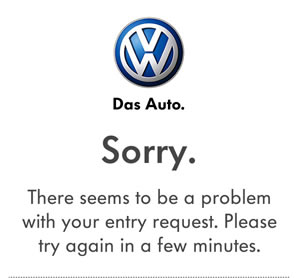 Das Auto.
Sorry.
There seems to be a problem
with your entry request. Please
try again in a few minutes.